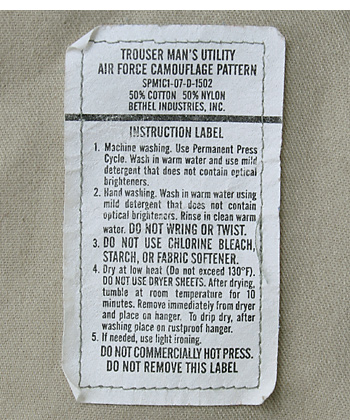 TROUSER MAN'S UTILITY
AIR FORCE CAMOUFLAGE PATTERN
SPM1C1-07-D-1502
50% COTTON 50% NYLON
BETHEL INDUSTRIES, INC.
INSTRUCTION LABEL
1. Machine washing. Use Permanent Press
Cycle. Wash in warm water and use mild
detergent that does not contain optical
brighteners.
2. Hand washing. Wash in warm water using
mild detergent that does not contain
optical brighteners. Rinse in clean warm
water. DO NOT WRING OR TWIST.
3. DO NOT USE CHLORINE BLEACH,
STARCH, OR FABRIC SOFTENER.
4. Dry at low heat (Do not exceed 130°F).
DO NOT USE DRYER SHEETS. After drying,
tumble at room temperature for 10
minutes. Remove immediately from dryer
and place on hanger. To drip dry, after
washing place on rustproof hanger.
5. If needed, use light ironing.
DO NOT COMMERCIALLY HOT PRESS.
DO NOT REMOVE THIS LABEL